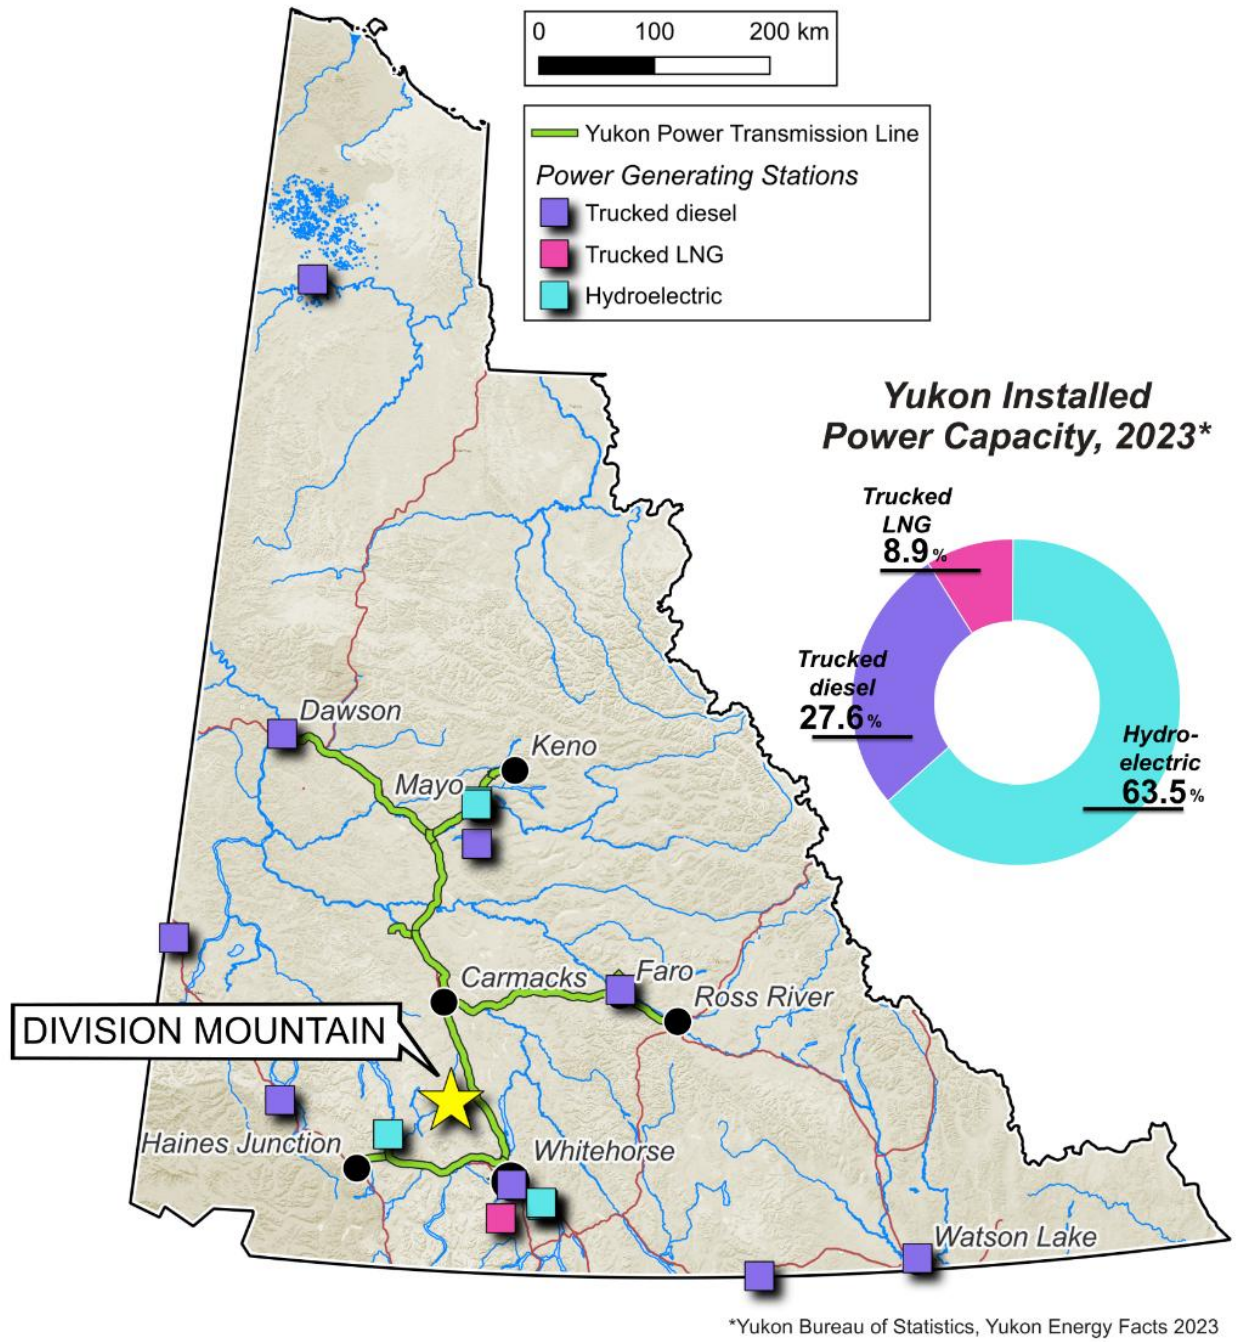 0 100 200 km
Yukon Power Transmission Line
Power Generating Stations
Trucked diesel
Trucked LNG
Hydroelectric
Yukon Installed
Power Capacity, 2023*
Trucked
LNG
8.9%
Trucked
diesel
27.6%
Hydro-
electric
63.5%
Dawson
Keno
Mayo
Carmacks
Faro
Ross River
DIVISION MOUNTAIN
Haines Junction
Whitehorse
Watson Lake
*Yukon Bureau of Statistics, Yukon Energy Facts 2023